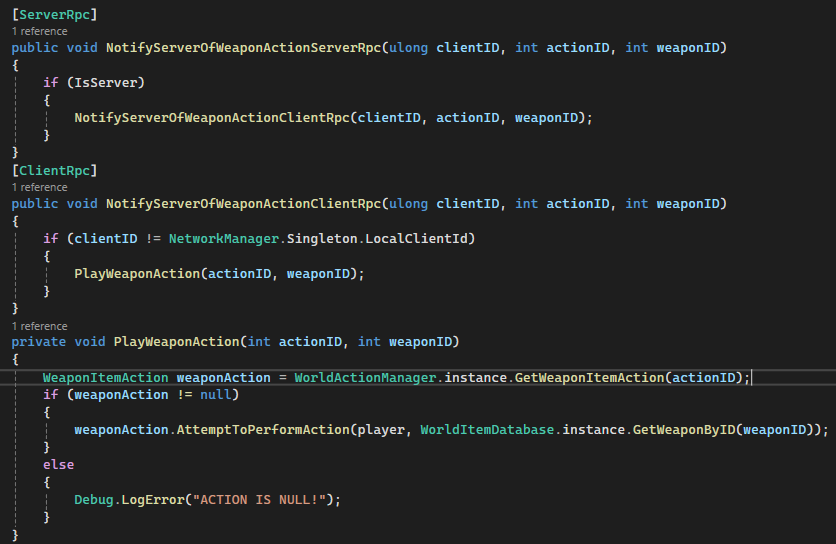 [ServerRpc]
1 reference
public void NotifyServerOfWeaponActionServerRpc(ulong clientID, int actionID, int weaponID)
{
if (IsServer)
{
NotifyServerOfWeaponActionClientRpc(clientID, actionID, weaponID);
}
}
[ClientRpc]
1 reference
public void NotifyServerOfWeaponActionClientRpc(ulong clientID, int actionID, int weaponID)
{
if (clientID != NetworkManager.Singleton.LocalClientId)
{
PlayWeaponAction(actionID, weaponID);
}
}
1 reference
private void PlayWeaponAction(int actionID, int weaponID)
{
WeaponItemAction weaponAction = WorldActionManager.instance.GetWeaponItemAction(actionID);
if (weaponAction != null)
{
weaponAction.AttemptToPerformAction(player, WorldItemDatabase.instance.GetWeaponByID(weaponID));
}
else
{
Debug.LogError("ACTION IS NULL!");
}
}